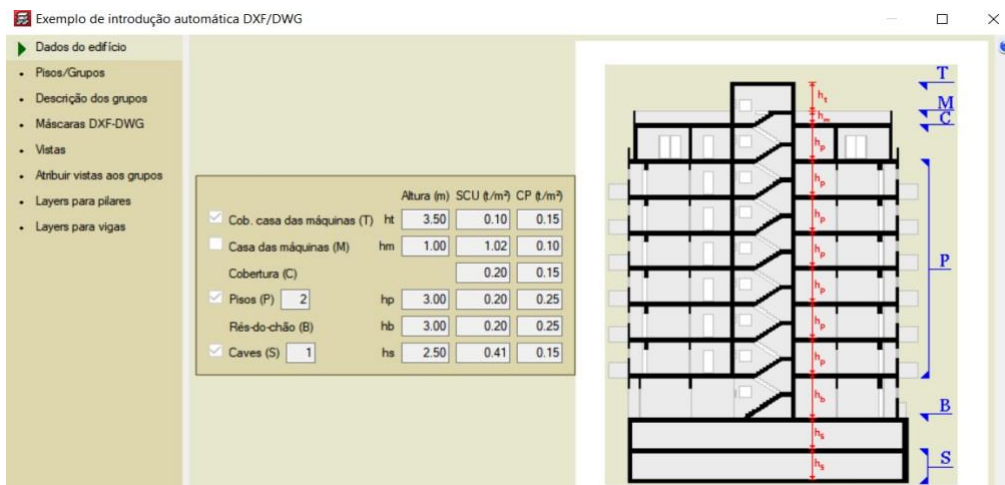 Exemplo de introdução automática DXF/DWG
Dados do edifício
Pisos/Grupos
Descrição dos grupos
Máscaras DXF-DWG
Vistas
Atribuir vistas aos grupos
Layers para pilares
Layers para vigas
Altura (m) SCU (t/m²) CP (t/m²)
Cob. casa das máquinas (T) ht 3.50 0.10 0.15
Casa das máquinas (M) hm 1.00 1.02 0.10
Cobertura (C) 0.20 0.15
Pisos (P) 2 hp 3.00 0.20 0.25
Rés-do-chão (B) hb 3.00 0.20 0.25
Caves (S) 1 hs 2.50 0.41 0.15
T
ht
M
hm
C
hp
hp
hp
hp
P
hp
hp
hp
hb
B
hs
hs
S